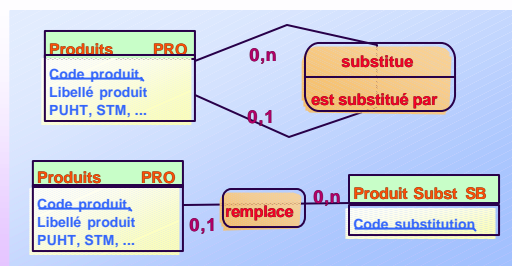 Produits PRO
Code produit,
Libellé produit
PUHT, STM, ...
0,n
0,1
substitue
est substitué par
Produits PRO
Code produit,
Libellé produit
PUHT, STM, ...
0,1
remplace
0,n
Produit Subst SB
Code substitution,